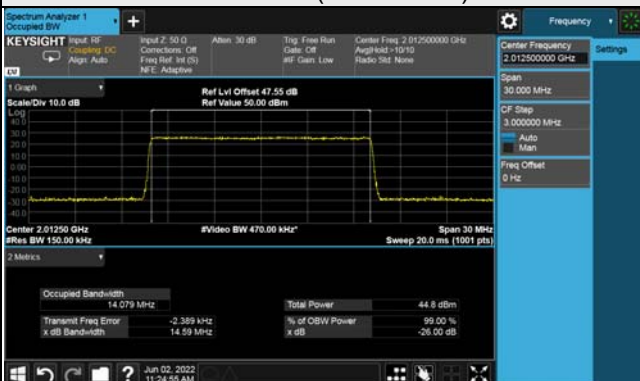 Spectrum Analyzer 1
Occupied BW
+
Frequency
KEYSIGHT
Input: RF
Coupling: DC
Align: Auto
Input Z: 50 Ω
Corrections: Off
Freq Ref: Int (S)
NFE: Adaptive
Atten: 30 dB
Trig: Free Run
Gate: Off
#IF Gain: Low
Center Freq: 2.012500000 GHz
Avg|Hold:>10/10
Radio Std: None
Center Frequency
2.012500000 GHz
Settings
Span
30.000 MHz
CF Step
3.000000 MHz
Auto
Man
Freq Offset
0 Hz
1 Graph
Scale/Div 10.0 dB
Ref Lvl Offset 47.55 dB
Ref Value 50.00 dBm
Log
40.0
30.0
20.0
10.0
0.00
-10.0
-20.0
-30.0
-40.0
Center 2.01250 GHz
#Res BW 150.00 kHz
#Video BW 470.00 kHz*
Span 30 MHz
Sweep 20.0 ms (1001 pts)
2 Metrics
Occupied Bandwidth
14.079 MHz
Total Power 44.8 dBm
Transmit Freq Error -2.389 kHz
% of OBW Power 99.00 %
x dB Bandwidth 14.59 MHz
x dB -26.00 dB
?
Jun 02, 2022
11:24:55 AM